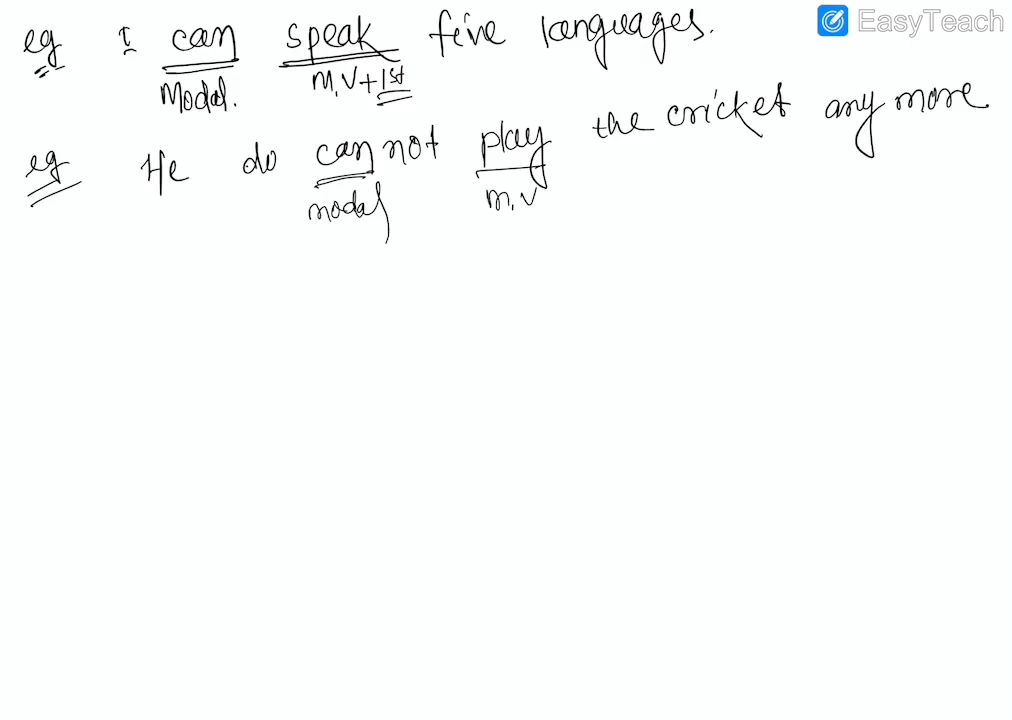 EasyTeach
eg I can speak five languages.
Modal. M.V+1st
eg He do can not play the cricket any more
modal M.V